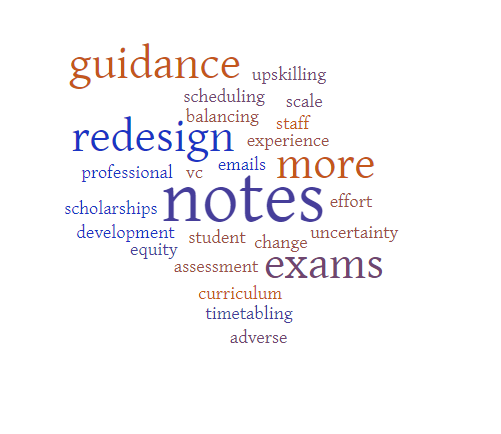 guidance
upskilling
scheduling
scale
balancing
staff
redesign
experience
more
emails
professional
vc
notes
effort
scholarships
development
student
uncertainty
change
equity
assessment
exams
curriculum
timetabling
adverse